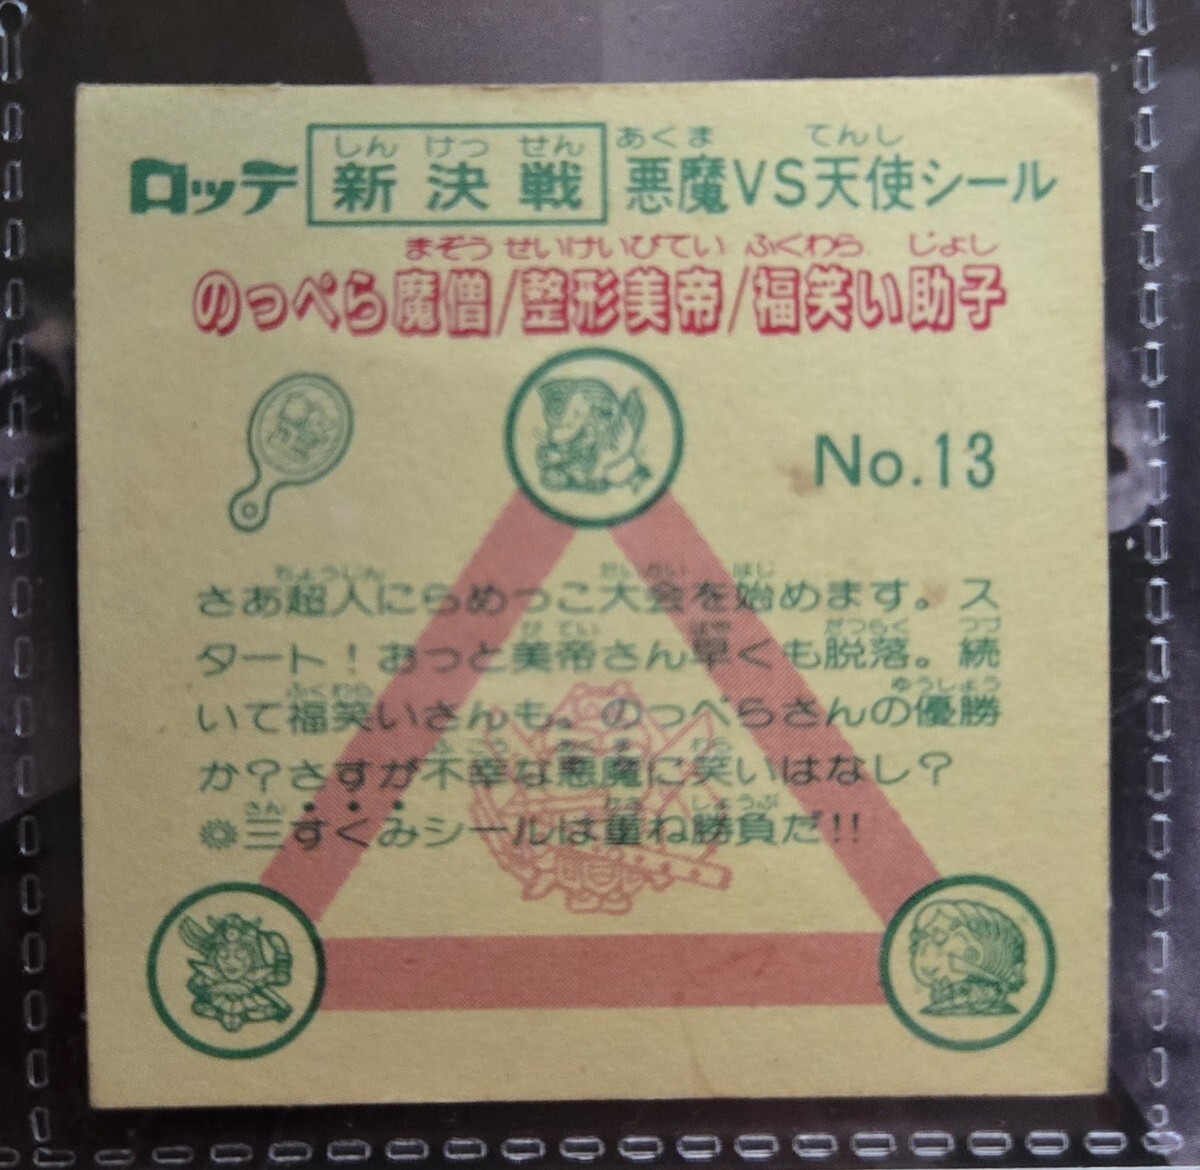 ロッテ 新決戦 悪魔VS天使シール
しん けっ せん あくま てんし
まぞう せいけいびてい ふくわら じょし
のっぺら魔僧/整形美帝/福笑い助子
No.13
ちょうじん たいかい はじ
さあ超人にらめっこ大会を始めます。ス
び てい はや だつらく つづ
タート!おっと美帝さん早くも脱落。続
ふくわら ゆうしょう
いて福笑いさんも。のっぺらさんの優勝
ふ こう あく ま わら
か?さすが不幸な悪魔に笑いはなし?
さん かさ しょうぶ
三すくみシールは重ね勝負だ!!